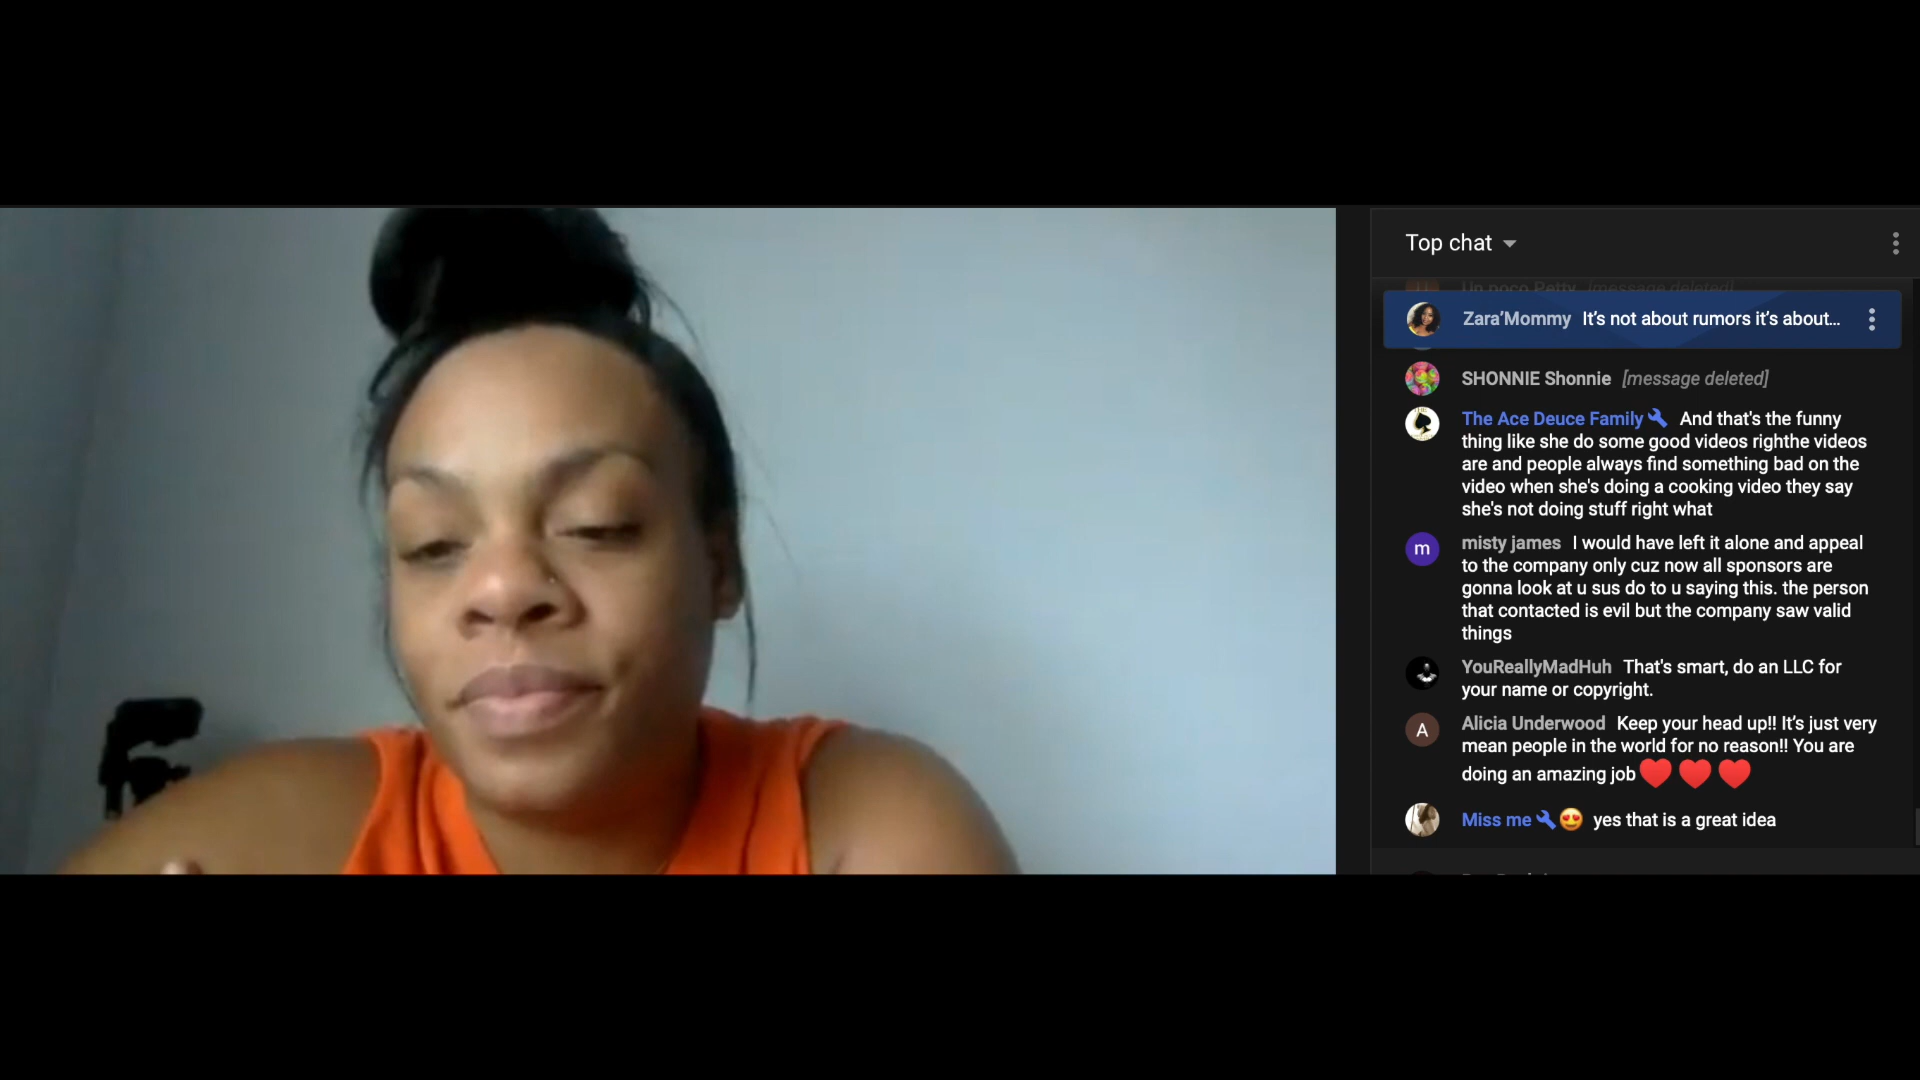 Top chat
Un poco Petty [message deleted]
Zara'Mommy It's not about rumors it's about...
SHONNIE Shonnie [message deleted]
The Ace Deuce Family And that's the funny
thing like she do some good videos righthe videos
are and people always find something bad on the
video when she's doing a cooking video they say
she's not doing stuff right what
m
misty james I would have left it alone and appeal
to the company only cuz now all sponsors are
gonna look at u sus do to u saying this. the person
that contacted is evil but the company saw valid
things
YouReallyMadHuh That's smart, do an LLC for
your name or copyright.
A
Alicia Underwood Keep your head up!! It's just very
mean people in the world for no reason!! You are
doing an amazing job
Miss me yes that is a great idea